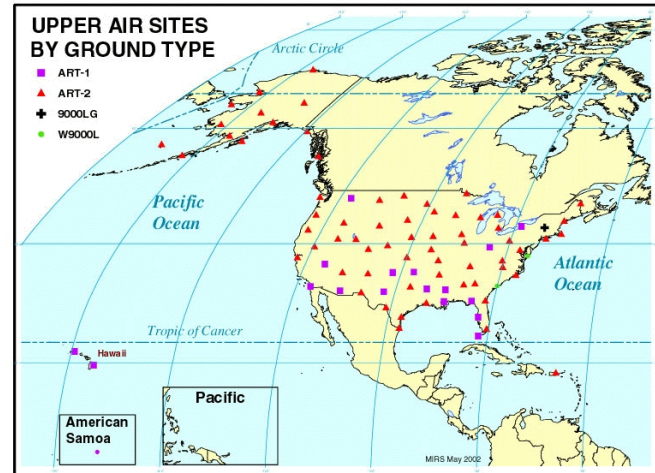 UPPER AIR SITES
BY GROUND TYPE
ART-1
ART-2
9000LG
W9000L
Arctic Circle
Pacific
Ocean
Atlantic
Ocean
Tropic of Cancer
Hawaii
American
Samoa
Pacific
MIRS May 2002